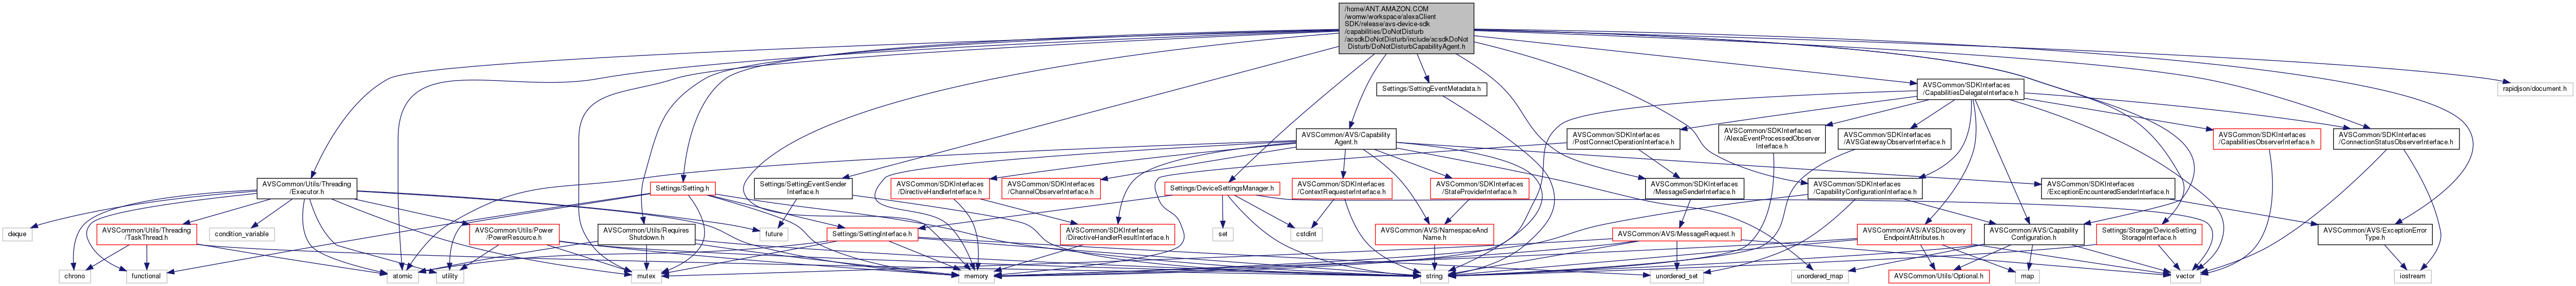 /home/ANT.AMAZON.COM
/womw/workspace/alexaClient
SDK/release/avs-device-sdk
/capabilities/DoNotDisturb
/acsdkDoNotDisturb/include/acsdkDoNot
Disturb/DoNotDisturbCapabilityAgent.h
Settings/SettingEventMetadata.h
AVSCommon/SDKInterfaces
/CapabilitiesDelegateInterface.h
rapidjson/document.h
AVSCommon/AVS/Capability
Agent.h
AVSCommon/SDKInterfaces
/PostConnectOperationInterface.h
AVSCommon/SDKInterfaces
/AlexaEventProcessedObserver
Interface.h
AVSCommon/SDKInterfaces
/AVSGatewayObserverInterface.h
AVSCommon/SDKInterfaces
/CapabilitiesObserverInterface.h
AVSCommon/SDKInterfaces
/ConnectionStatusObserverInterface.h
AVSCommon/Utils/Threading
/Executor.h
Settings/Setting.h
Settings/SettingEventSender
Interface.h
AVSCommon/SDKInterfaces
/DirectiveHandlerInterface.h
AVSCommon/SDKInterfaces
/ChannelObserverInterface.h
Settings/DeviceSettingsManager.h
AVSCommon/SDKInterfaces
/ContextRequesterInterface.h
AVSCommon/SDKInterfaces
/StateProviderInterface.h
AVSCommon/SDKInterfaces
/MessageSenderInterface.h
AVSCommon/SDKInterfaces
/CapabilityConfigurationInterface.h
AVSCommon/SDKInterfaces
/ExceptionEncounteredSenderInterface.h
deque
AVSCommon/Utils/Threading
/TaskThread.h
condition_variable
AVSCommon/Utils/Power
/PowerResource.h
AVSCommon/Utils/Requires
Shutdown.h
future
Settings/SettingInterface.h
AVSCommon/SDKInterfaces
/DirectiveHandlerResultInterface.h
set
cstdint
AVSCommon/AVS/NamespaceAnd
Name.h
AVSCommon/AVS/MessageRequest.h
AVSCommon/AVS/AVSDiscovery
EndpointAttributes.h
AVSCommon/AVS/Capability
Configuration.h
Settings/Storage/DeviceSetting
StorageInterface.h
AVSCommon/AVS/ExceptionError
Type.h
chrono
functional
atomic
utility
mutex
memory
string
unordered_set
unordered_map
AVSCommon/Utils/Optional.h
map
vector
iostream